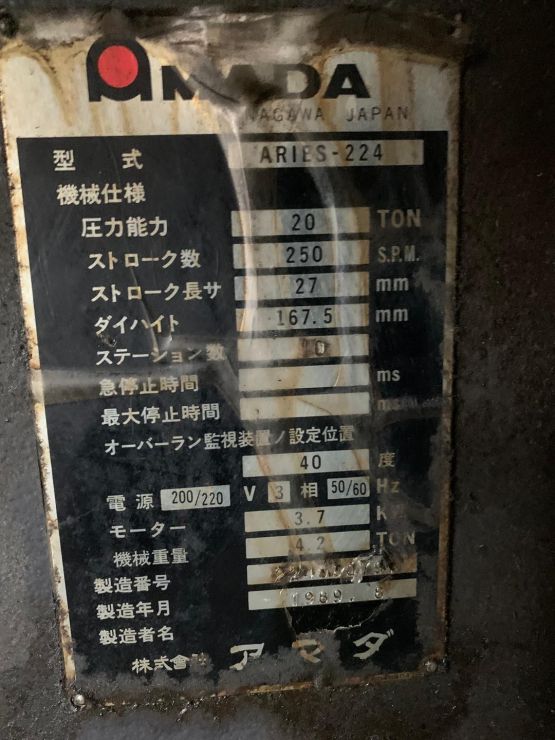 AMADA
NAGAWA JAPAN
型式 ARIES-224
機械仕様
圧力能力 20 TON
ストローク数 250 S.P.M.
ストローク長サ 27 mm
ダイハイト 167.5 mm
ステーション数
急停止時間 ms
最大停止時間 ms
オーバーラン監視装置ノ設定位置
40 度
電源 200/220 V 3 相 50/60 Hz
モーター 3.7
機械重量 4.2 TON
製造番号
製造年月 1989. 6
製造者名
株式会社 アマダ